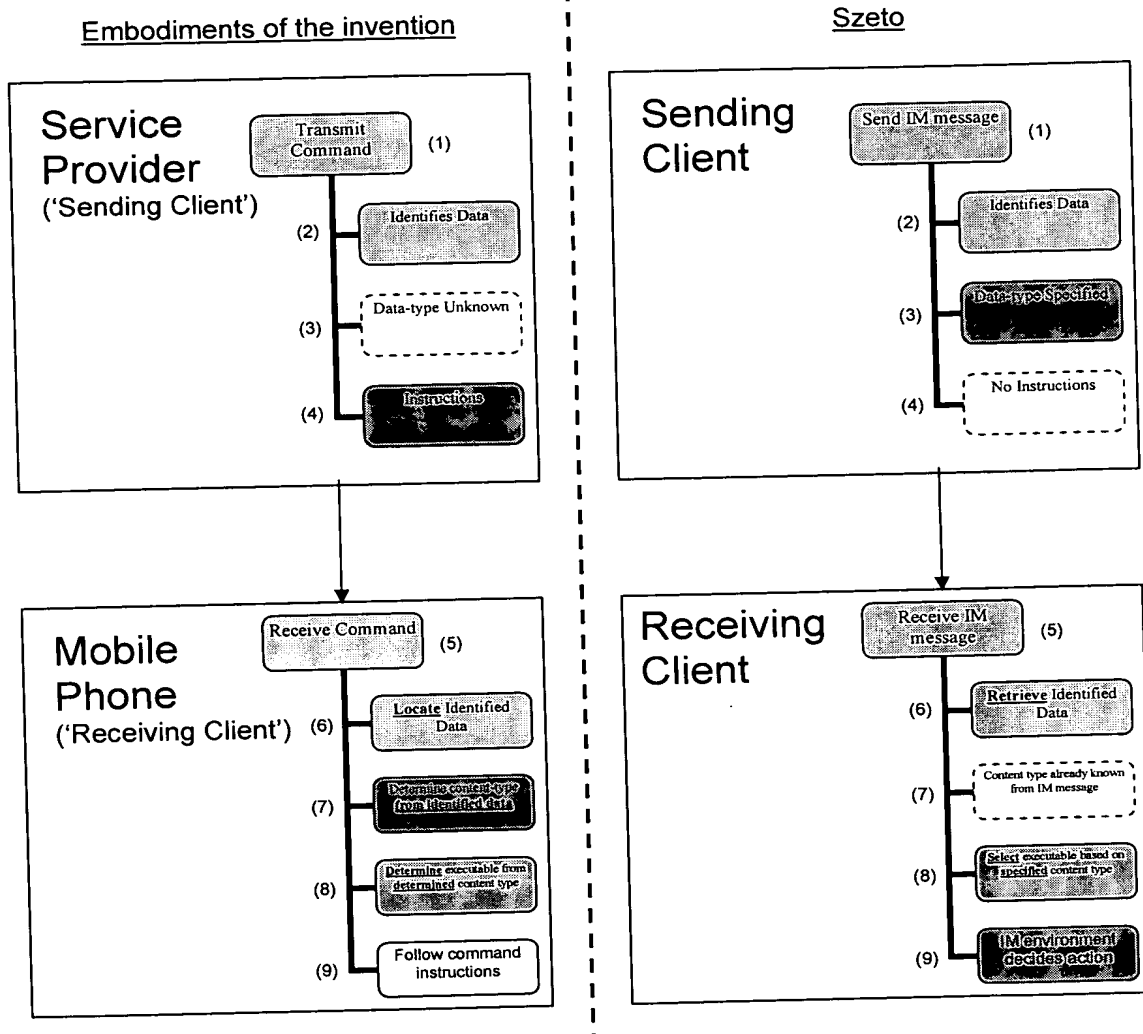 Embodiments of the invention
Service
Provider
('Sending Client')
Transmit
Command
(1)
(2)
Identifies Data
(3)
Data-type Unknown
(4)
Instructions
Mobile
Phone
('Receiving Client')
Receive Command
(5)
(6)
Locate Identified
Data
(7)
Determine content-type
from identified data
(8)
Determine executable from
determined content type
(9)
Follow command
instructions
Szeto
Sending
Client
Send IM message
(1)
(2)
Identifies Data
(3)
Data-type Specified
(4)
No Instructions
Receiving
Client
Receive IM
message
(5)
(6)
Retrieve Identified
Data
(7)
Content type already known
from IM message
(8)
Select executable based on
specified content type
(9)
IM environment
decides action